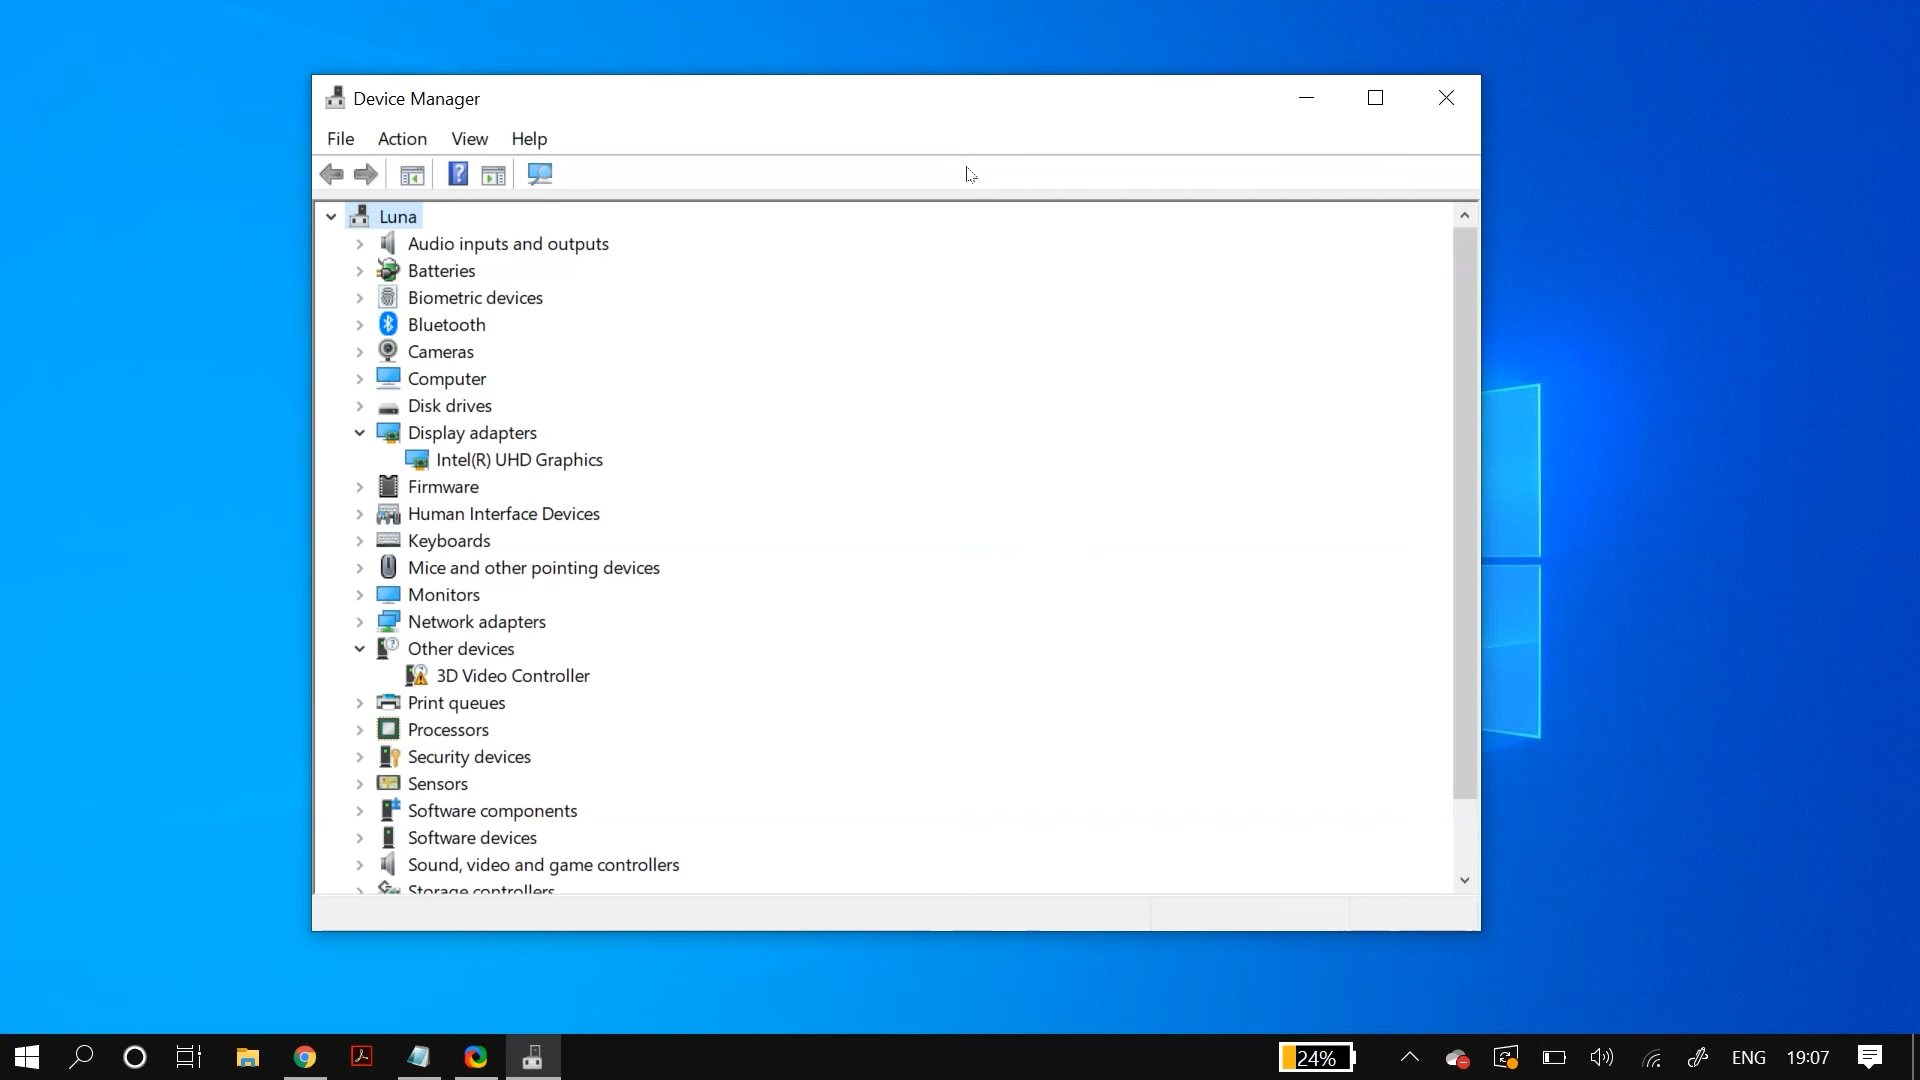 Device Manager
File Action View Help
Luna
Audio inputs and outputs
Batteries
Biometric devices
Bluetooth
Cameras
Computer
Disk drives
Display adapters
Intel(R) UHD Graphics
Firmware
Human Interface Devices
Keyboards
Mice and other pointing devices
Monitors
Network adapters
Other devices
3D Video Controller
Print queues
Processors
Security devices
Sensors
Software components
Software devices
Sound, video and game controllers
Storage controllers
24% ENG 19:07